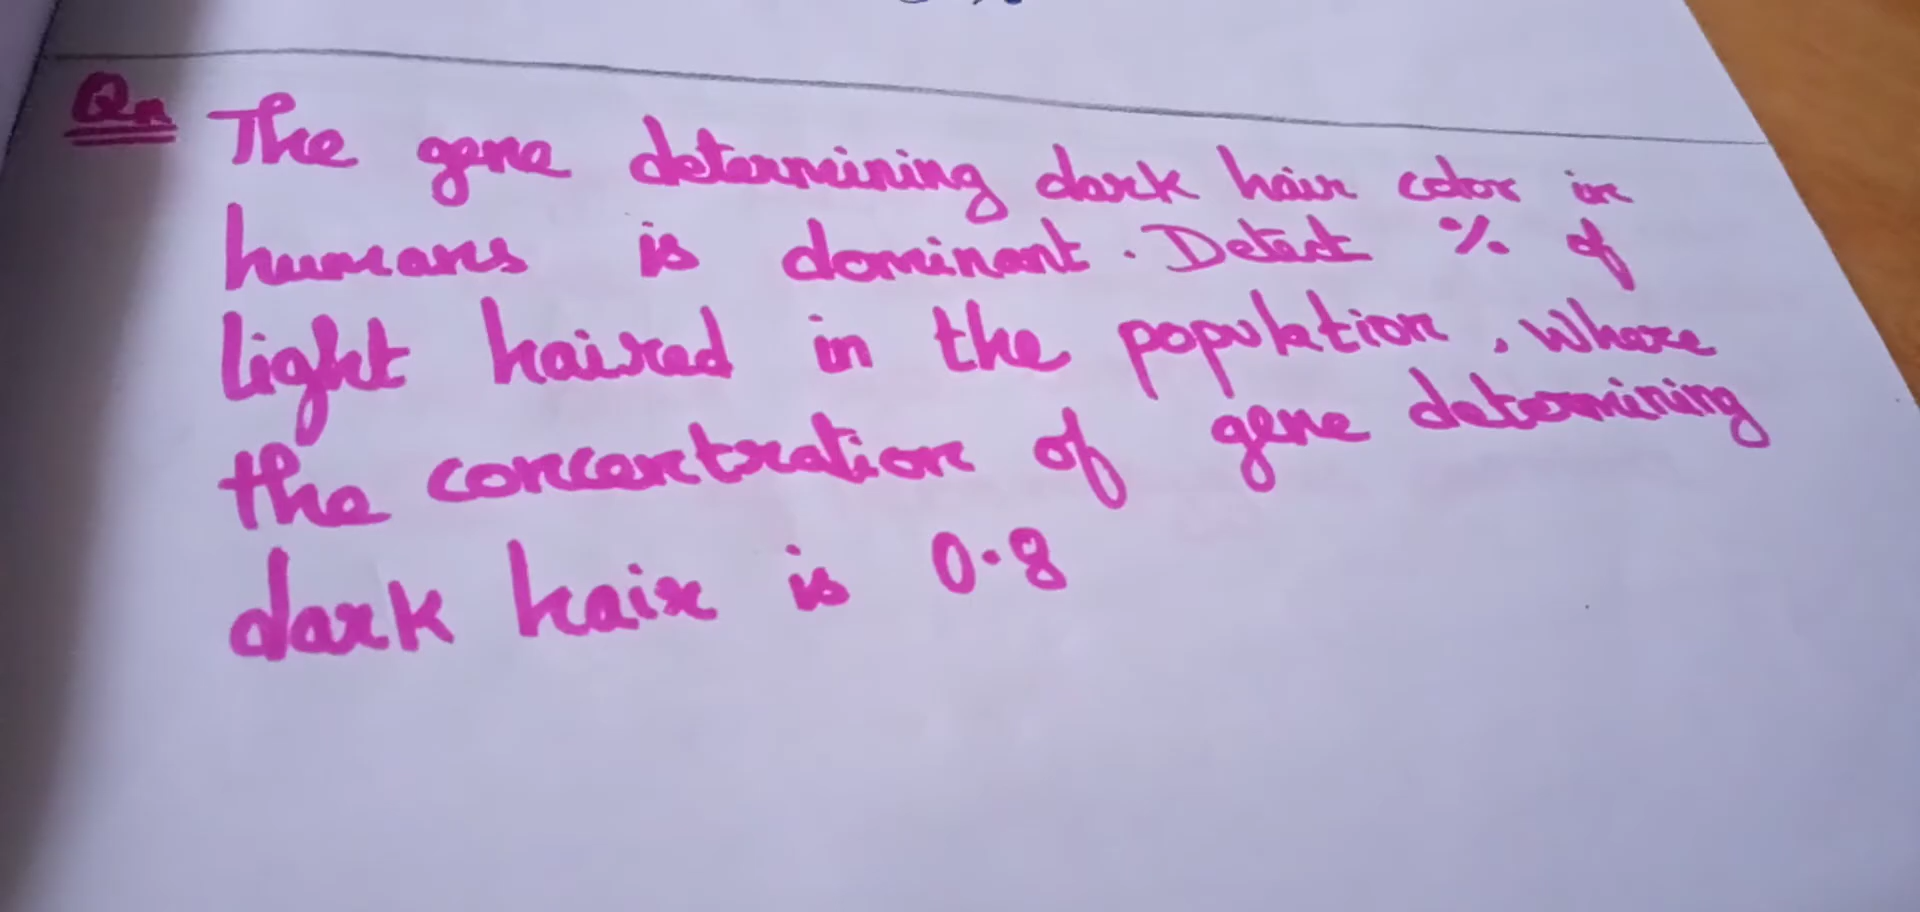 Qn The gene determining dark hair color in
humans is dominant. Detect % of
light haired in the population, where
the concentration of gene determining
dark hair is 0.8